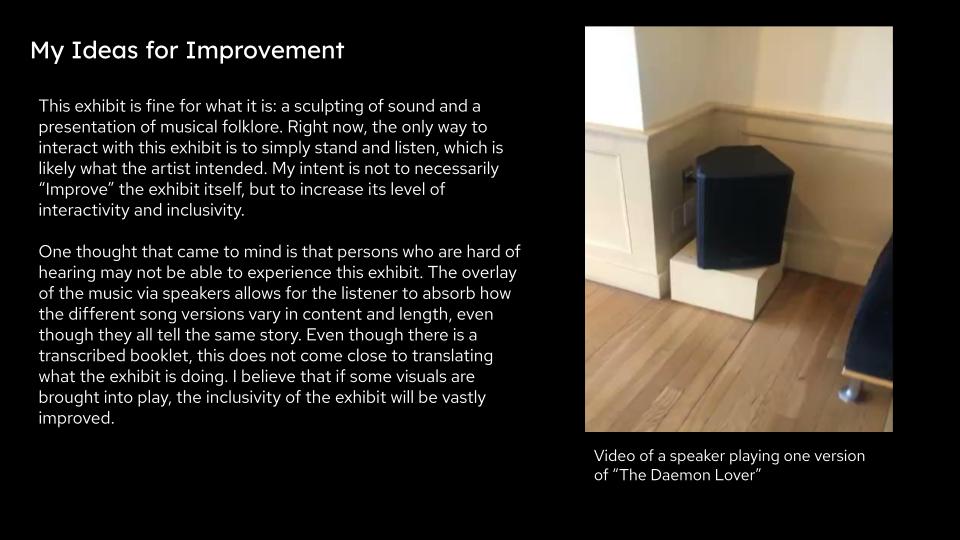 My Ideas for Improvement
This exhibit is fine for what it is: a sculpting of sound and a
presentation of musical folklore. Right now, the only way to
interact with this exhibit is to simply stand and listen, which is
likely what the artist intended. My intent is not to necessarily
“Improve” the exhibit itself, but to increase its level of
interactivity and inclusivity.
One thought that came to mind is that persons who are hard of
hearing may not be able to experience this exhibit. The overlay
of the music via speakers allows for the listener to absorb how
the different song versions vary in content and length, even
though they all tell the same story. Even though there is a
transcribed booklet, this does not come close to translating
what the exhibit is doing. I believe that if some visuals are
brought into play, the inclusivity of the exhibit will be vastly
improved.
Video of a speaker playing one version
of “The Daemon Lover”